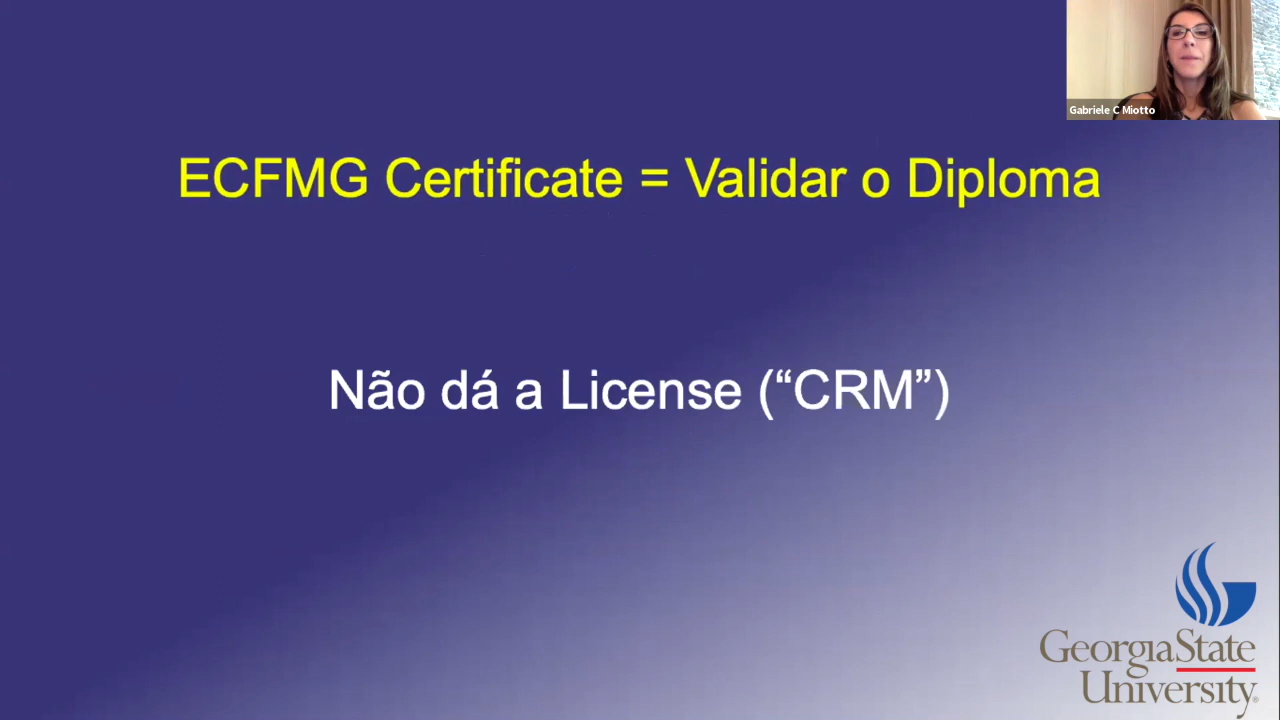 Gabriele C Miotto
ECFMG Certificate = Validar o Diploma
Não dá a License (“CRM”)
GeorgiaState
University®